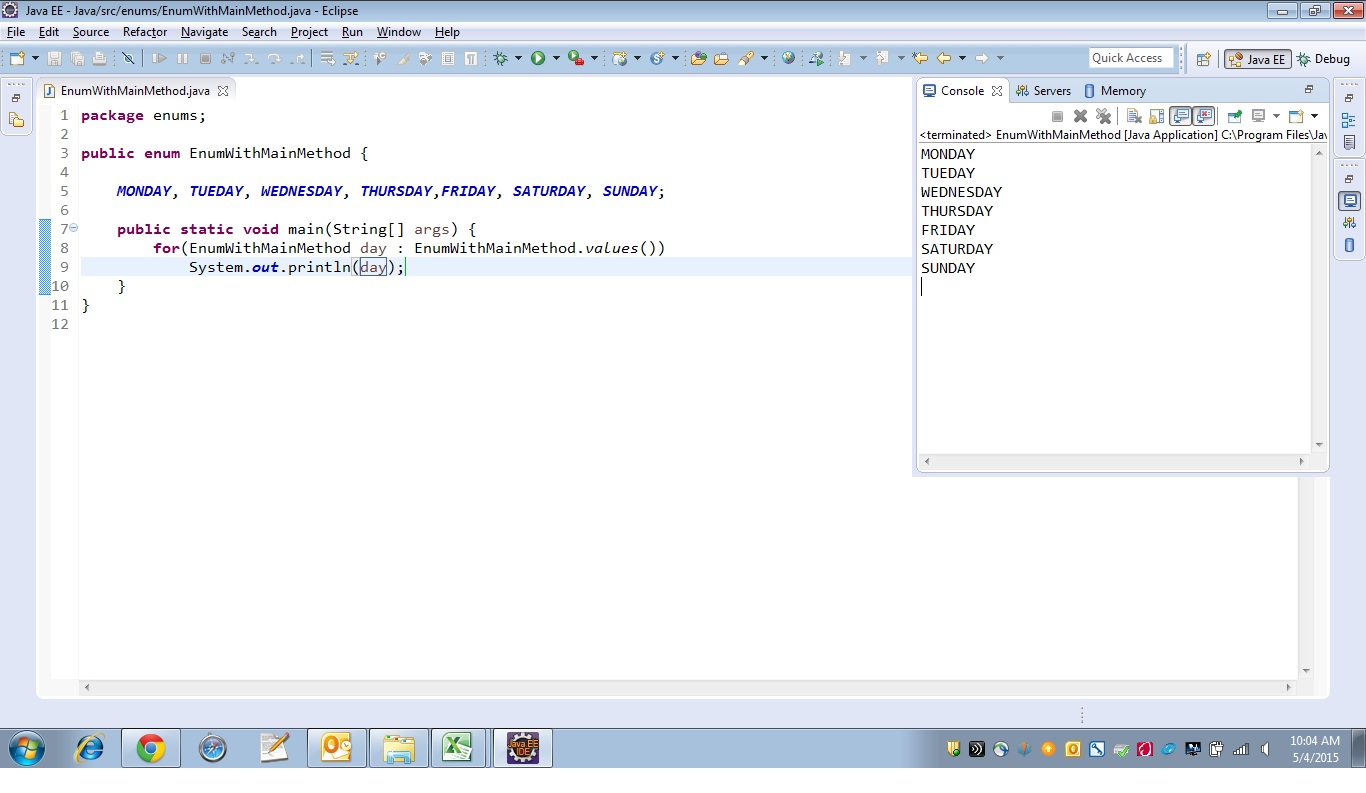 Java EE - Java/src/enums/EnumWithMainMethod.java - Eclipse
File Edit Source Refactor Navigate Search Project Run Window Help
Quick Access Java EE Debug
EnumWithMainMethod.java
1 package enums;
2
3 public enum EnumWithMainMethod {
4
5 MONDAY, TUEDAY, WEDNESDAY, THURSDAY,FRIDAY, SATURDAY, SUNDAY;
6
7 public static void main(String[] args) {
8 for(EnumWithMainMethod day : EnumWithMainMethod.values())
9 System.out.println(day);
10 }
11 }
12
Console Servers Memory
<terminated> EnumWithMainMethod [Java Application] C:\Program Files\Jav
MONDAY
TUEDAY
WEDNESDAY
THURSDAY
FRIDAY
SATURDAY
SUNDAY
Java EE
IDE
10:04 AM
5/4/2015